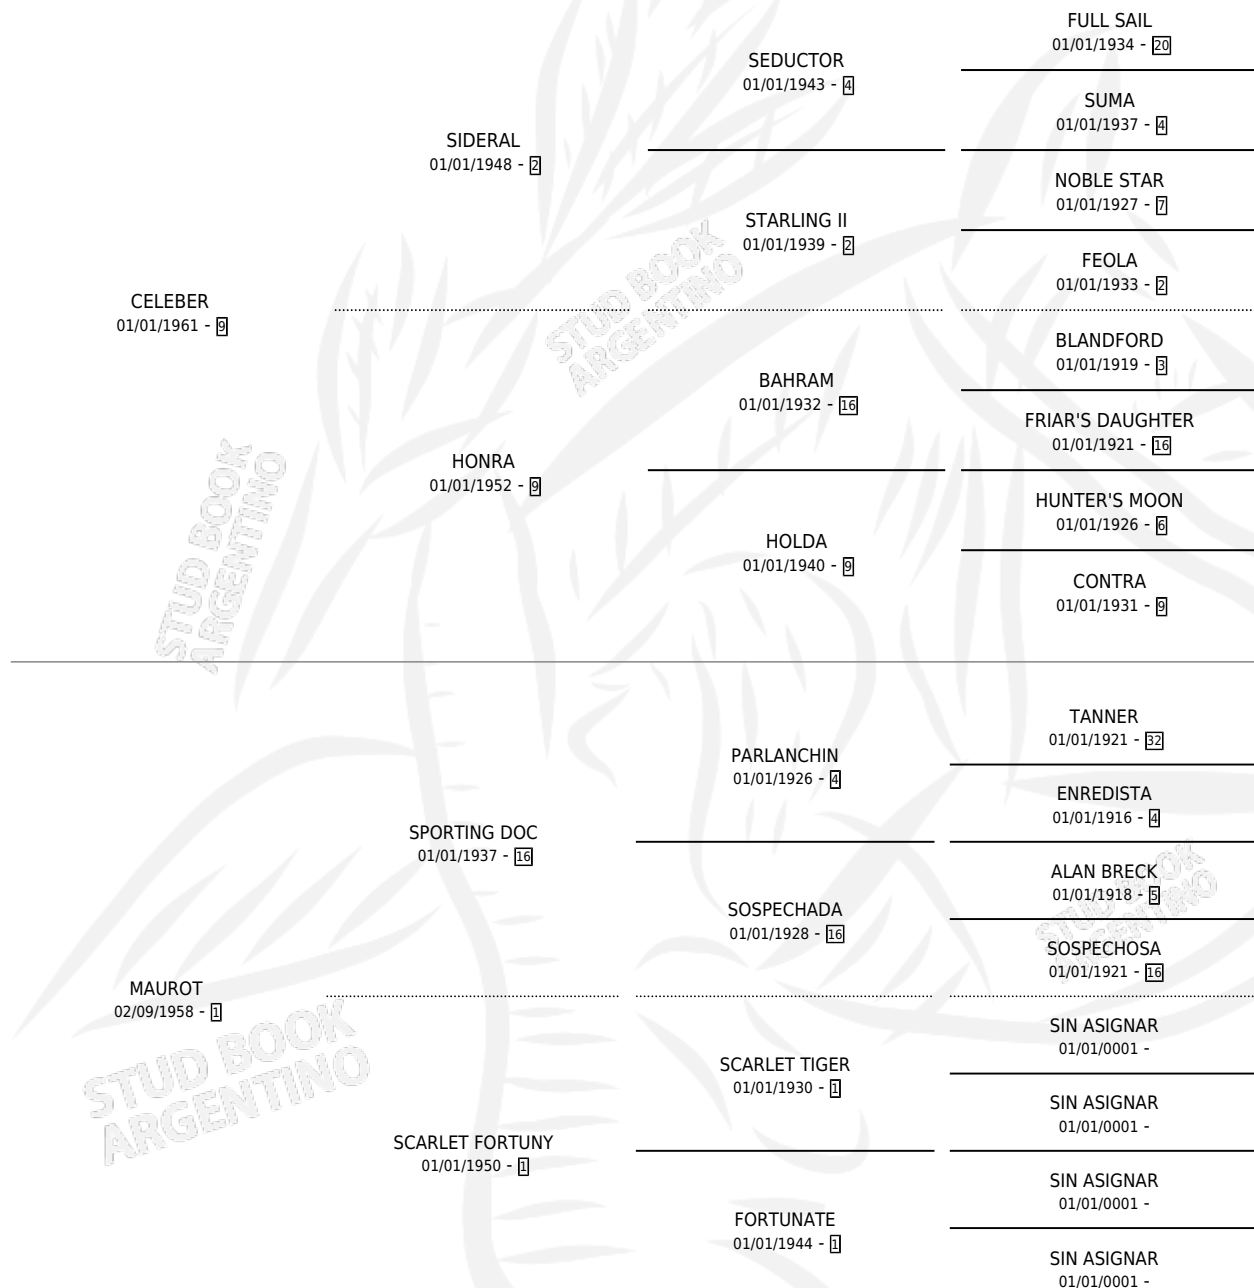 FULL SAIL
01/01/1934 - 20
SEDUCTOR
01/01/1943 - 4
SUMA
01/01/1937 - 4
SIDERAL
01/01/1948 - 2
NOBLE STAR
01/01/1927 - 7
STARLING II
01/01/1939 - 2
FEOLA
01/01/1933 - 2
CELEBER
01/01/1961 - 9
BLANDFORD
01/01/1919 - 3
BAHRAM
01/01/1932 - 16
FRIAR'S DAUGHTER
01/01/1921 - 16
HONRA
01/01/1952 - 9
HUNTER'S MOON
01/01/1926 - 6
HOLDA
01/01/1940 - 9
CONTRA
01/01/1931 - 9
TANNER
01/01/1921 - 32
PARLANCHIN
01/01/1926 - 4
ENREDISTA
01/01/1916 - 4
SPORTING DOC
01/01/1937 - 16
ALAN BRECK
01/01/1918 - 5
SOSPECHADA
01/01/1928 - 16
SOSPECHOSA
01/01/1921 - 16
MAUROT
02/09/1958 - 1
SIN ASIGNAR
01/01/0001 -
SCARLET TIGER
01/01/1930 - 1
SIN ASIGNAR
01/01/0001 -
SCARLET FORTUNY
01/01/1950 - 1
SIN ASIGNAR
01/01/0001 -
FORTUNATE
01/01/1944 - 1
SIN ASIGNAR
01/01/0001 -
STUD BOOK
ARGENTINO
STUD BOOK
ARGENTINO
STUD BOOK
ARGENTINO
STUD BOOK
ARGENTINO